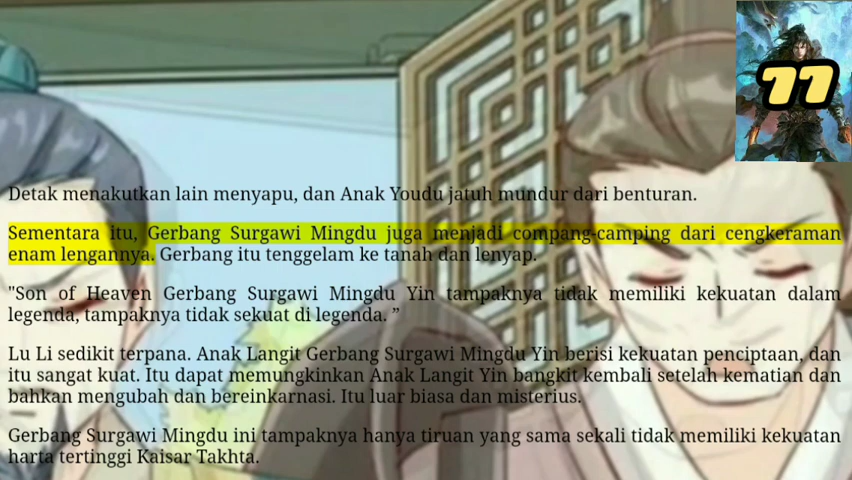 77
Detak menakutkan lain menyapu, dan Anak Youdu jatuh mundur dari benturan.
Sementara itu, Gerbang Surgawi Mingdu juga menjadi compang-camping dari cengkeraman
enam lengannya. Gerbang itu tenggelam ke tanah dan lenyap.
"Son of Heaven Gerbang Surgawi Mingdu Yin tampaknya tidak memiliki kekuatan dalam
legenda, tampaknya tidak sekuat di legenda. ”
Lu Li sedikit terpana. Anak Langit Gerbang Surgawi Mingdu Yin berisi kekuatan penciptaan, dan
itu sangat kuat. Itu dapat memungkinkan Anak Langit Yin bangkit kembali setelah kematian dan
bahkan mengubah dan bereinkarnasi. Itu luar biasa dan misterius.
Gerbang Surgawi Mingdu ini tampaknya hanya tiruan yang sama sekali tidak memiliki kekuatan
harta tertinggi Kaisar Takhta.